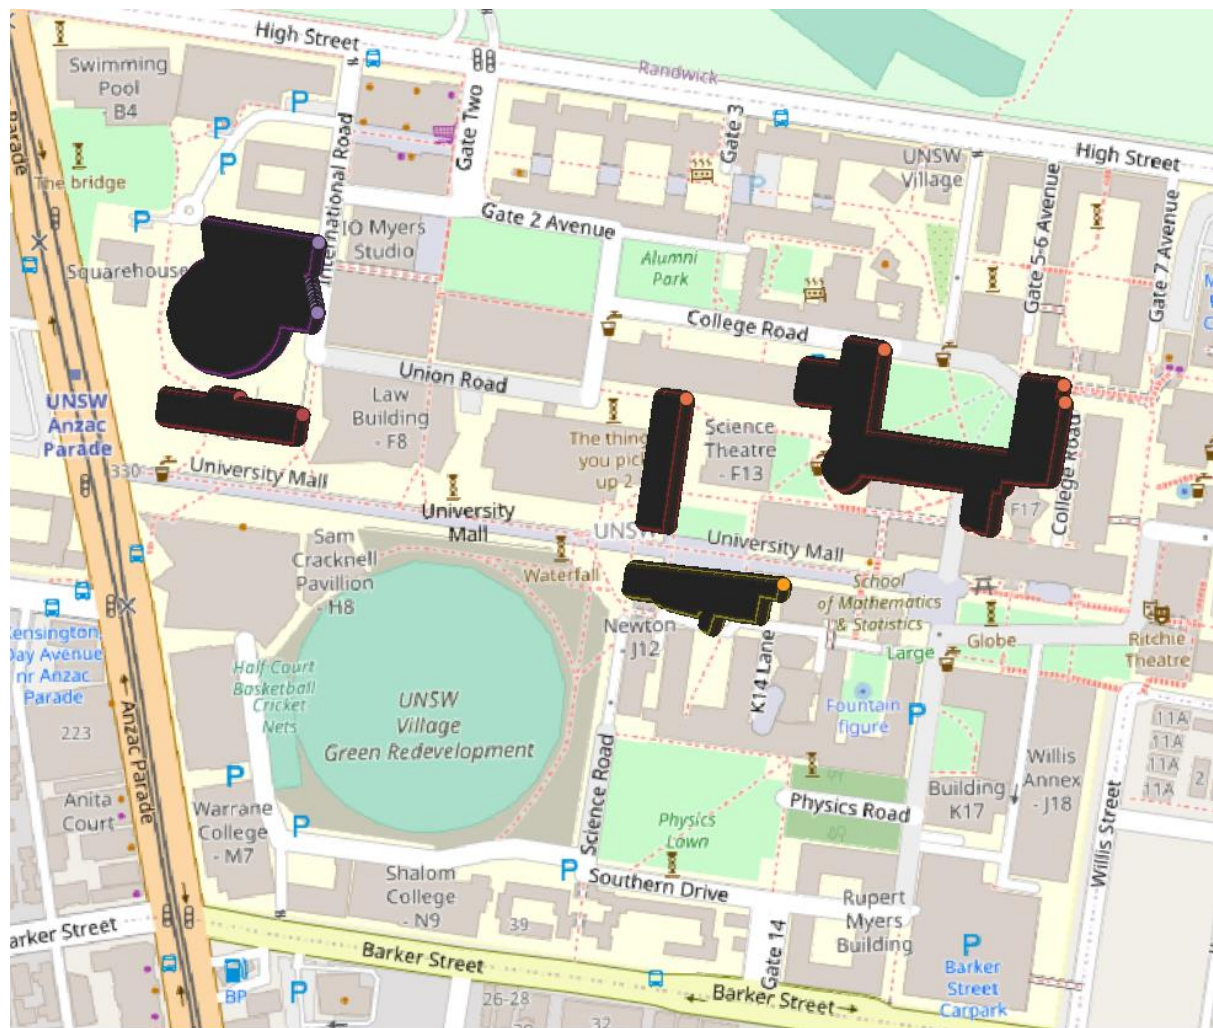 High Street
Swimming
Pool
B4
Parade
The bridge
International Road
Gate Two
Randwick
Gate 3
High Street
UNSW
Village
Gate 5-6 Avenue
Gate 7 Avenue
Gate 2 Avenue
IO Myers
Studio
Squarehouse
Alumni
Park
College Road
Union Road
UNSW
Anzac
Parade
Law
Building
- F8
The thing
you pick
up 2
Science
Theatre
- F13
College Road
F17
330
University Mall
University
Mall
UNSW
University Mall
Sam
Cracknell
Pavillion
- H8
Waterfall
School
of Mathematics
& Statistics
Newton
- J12
K14 Lane
Large
Globe
Ritchie
Theatre
Kensington,
Day Avenue
nr Anzac
Parade
Half Court
Basketball
Cricket
Nets
UNSW
Village
Green Redevelopment
Fountain
figure
223
Anzac Parade
Science Road
11A
11A
11A
11A
2
Willis
Annex
- J18
Building
K17
Physics Road
Physics
Lawn
Anita
Court
Warrane
College
- M7
Willis Street
Shalom
College
- N9
Southern Drive
39
Rupert
Myers
Building
Gate 14
Barker Street
Barker Street
BP
Barker Street
Barker
Street
Carpark
26-28
32